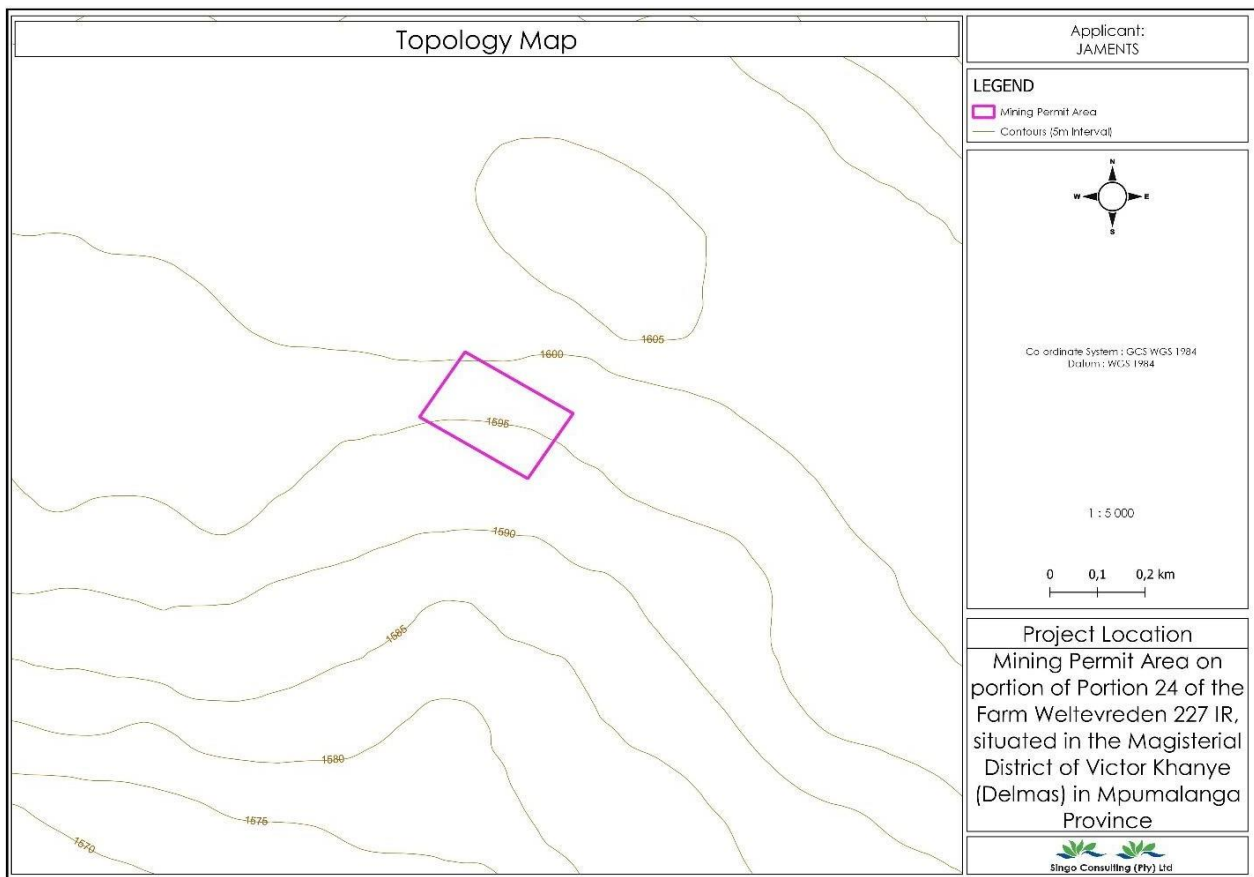 Topology Map
1605
1600
1595
1590
1585
1580
1575
1570
Applicant:
JAMENTS
LEGEND
Mining Permit Area
Contours (5m Interval)
N
W
E
S
Co ordinate System : GCS WGS 1984
Datum : WGS 1984
1 : 5 000
0 0,1 0,2 km
Project Location
Mining Permit Area on
portion of Portion 24 of the
Farm Weltevreden 227 IR,
situated in the Magisterial
District of Victor Khanye
(Delmas) in Mpumalanga
Province
Singo Consulting (Pty) Ltd